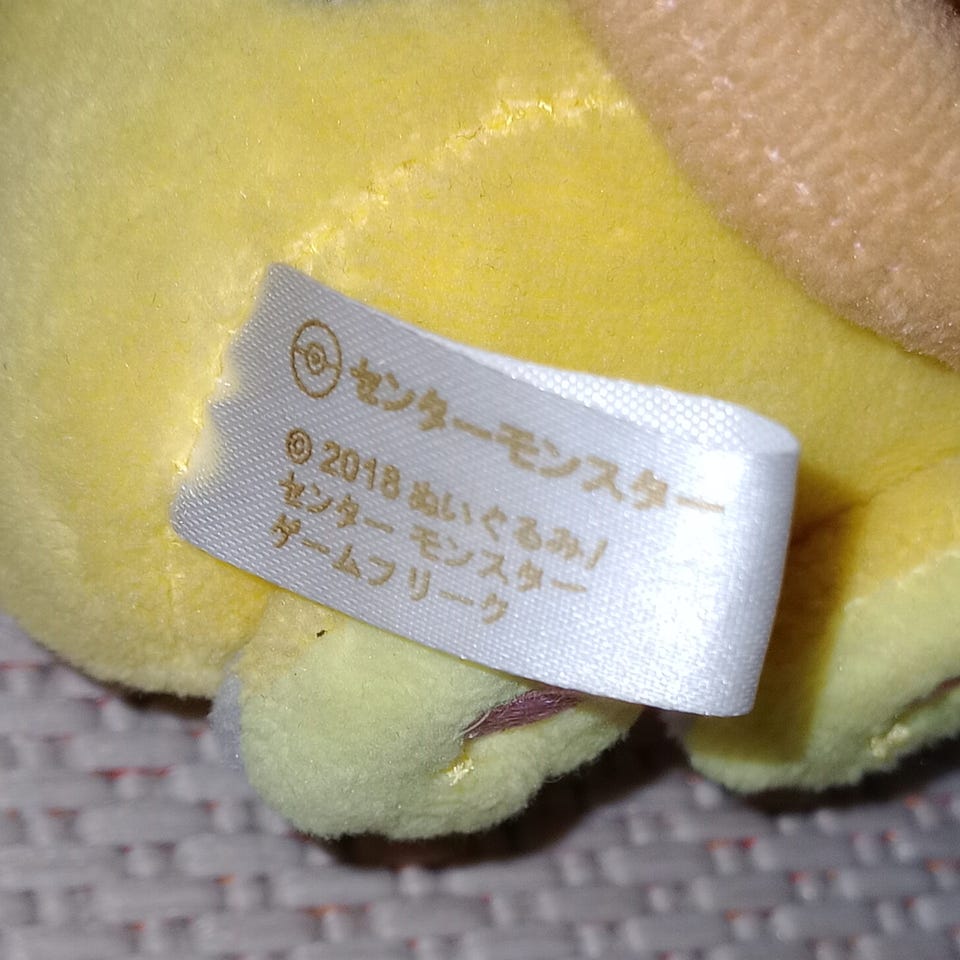 センターモンスター
© 2018 ぬいぐるみ/
センター モンスター
ゲームフリーク